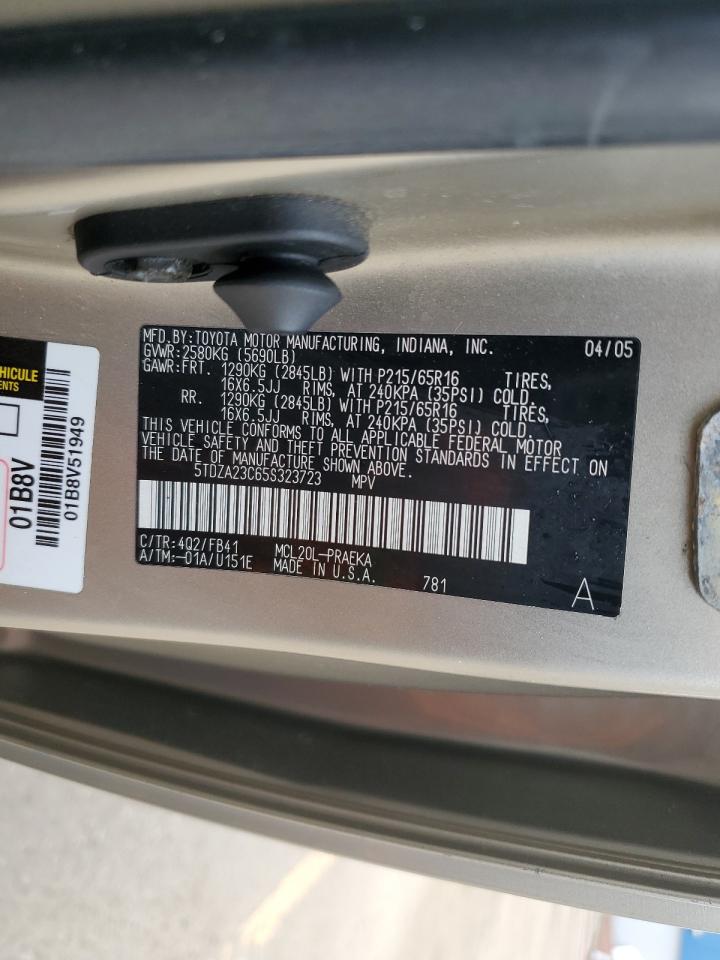 MFD.BY:TOYOTA MOTOR MANUFACTURING, INDIANA, INC. 04/05
GVWR:2580KG (5690LB)
GAWR:FRT. 1290KG (2845LB) WITH P215/65R16 TIRES,
16X6.5JJ RIMS, AT 240KPA (35PSI) COLD.
RR. 1290KG (2845LB) WITH P215/65R16 TIRES,
16X6.5JJ RIMS, AT 240KPA (35PSI) COLD.
THIS VEHICLE CONFORMS TO ALL APPLICABLE FEDERAL MOTOR
VEHICLE SAFETY AND THEFT PREVENTION STANDARDS IN EFFECT ON
THE DATE OF MANUFACTURE SHOWN ABOVE.
5TDZA23C65S323723 MPV
C/TR:4Q2/FB41 MCL20L-PRAEKA
A/TM:-01A/U151E MADE IN U.S.A. 781
A
VEHICULE
01B8V
01B8V51949